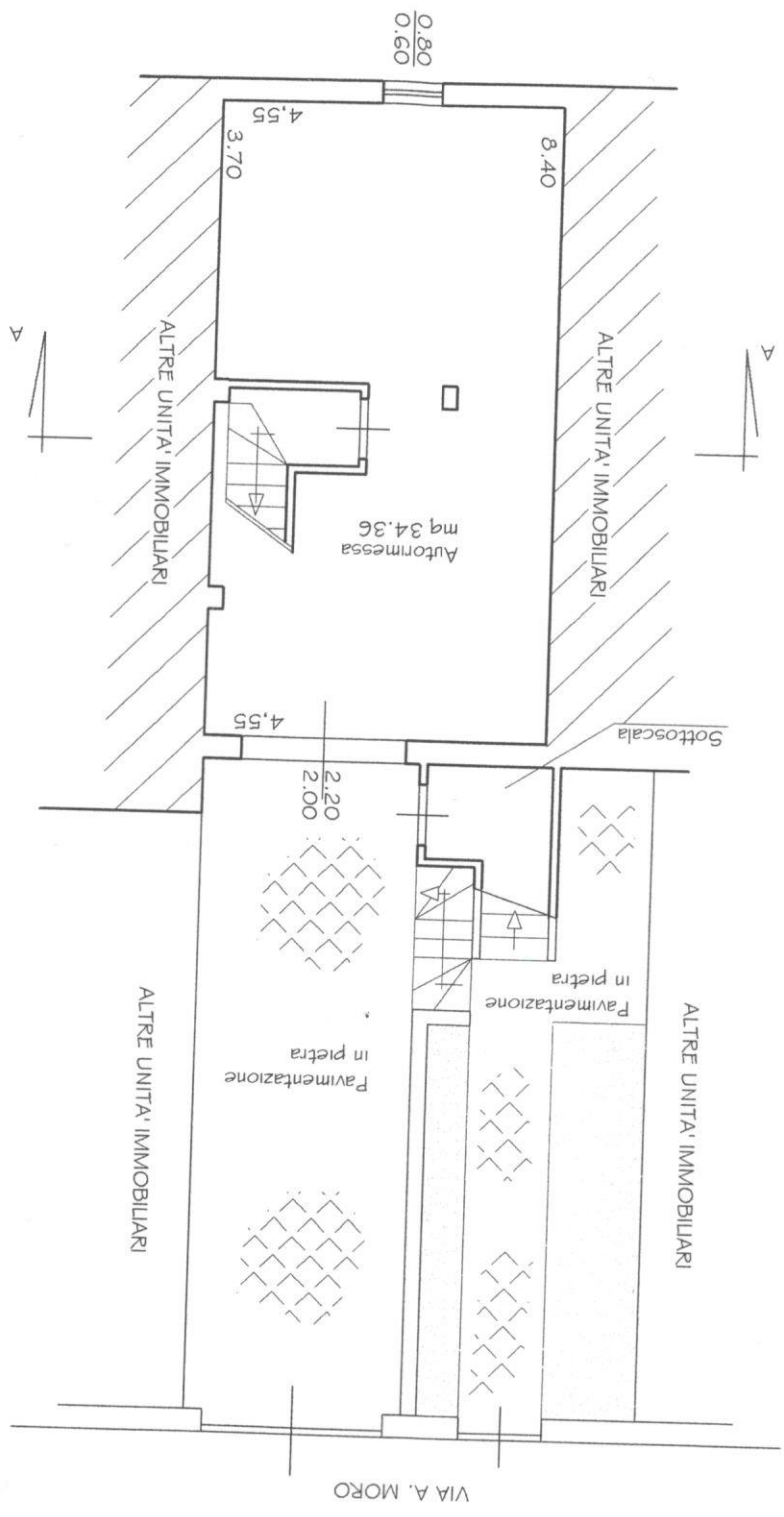 0.80
0.60
4,55
3.70
8.40
ALTRE UNITA' IMMOBILIARI
ALTRE UNITA' IMMOBILIARI
A
A
Autorimessa
mq 34.36
4,55
Sottoscala
2.20
2.00
Pavimentazione
in pietra
Pavimentazione
in pietra
ALTRE UNITA' IMMOBILIARI
ALTRE UNITA' IMMOBILIARI
VIA A. MORO